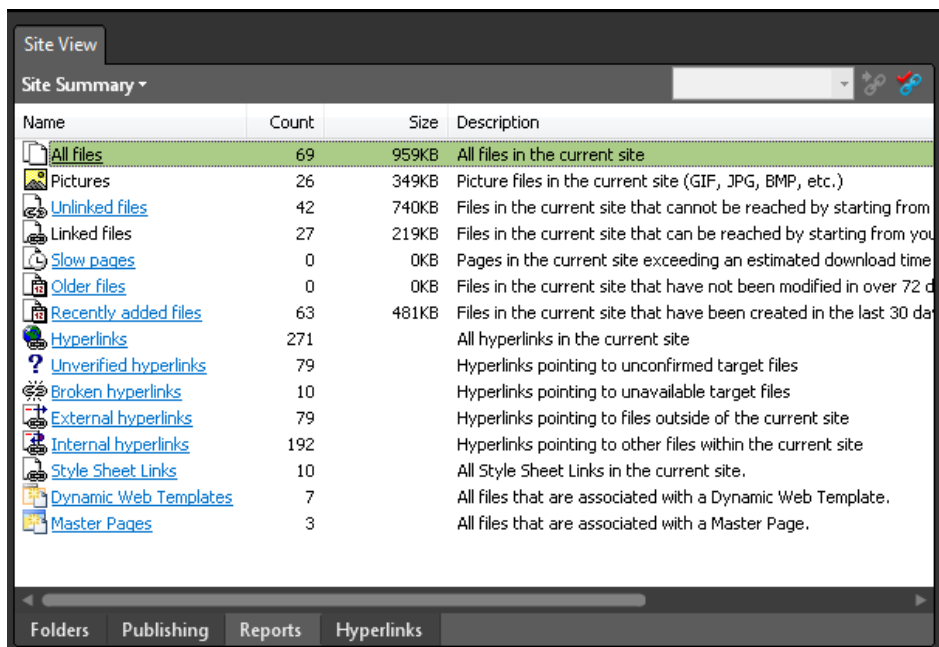 Site View
Site Summary
Name Count Size Description
All files 69 959KB All files in the current site
Pictures 26 349KB Picture files in the current site (GIF, JPG, BMP, etc.)
Unlinked files 42 740KB Files in the current site that cannot be reached by starting from
Linked files 27 219KB Files in the current site that can be reached by starting from you
Slow pages 0 0KB Pages in the current site exceeding an estimated download time
Older files 0 0KB Files in the current site that have not been modified in over 72 d
Recently added files 63 481KB Files in the current site that have been created in the last 30 da
Hyperlinks 271 All hyperlinks in the current site
? Unverified hyperlinks 79 Hyperlinks pointing to unconfirmed target files
Broken hyperlinks 10 Hyperlinks pointing to unavailable target files
External hyperlinks 79 Hyperlinks pointing to files outside of the current site
Internal hyperlinks 192 Hyperlinks pointing to other files within the current site
Style Sheet Links 10 All Style Sheet Links in the current site.
Dynamic Web Templates 7 All files that are associated with a Dynamic Web Template.
Master Pages 3 All files that are associated with a Master Page.
Folders Publishing Reports Hyperlinks